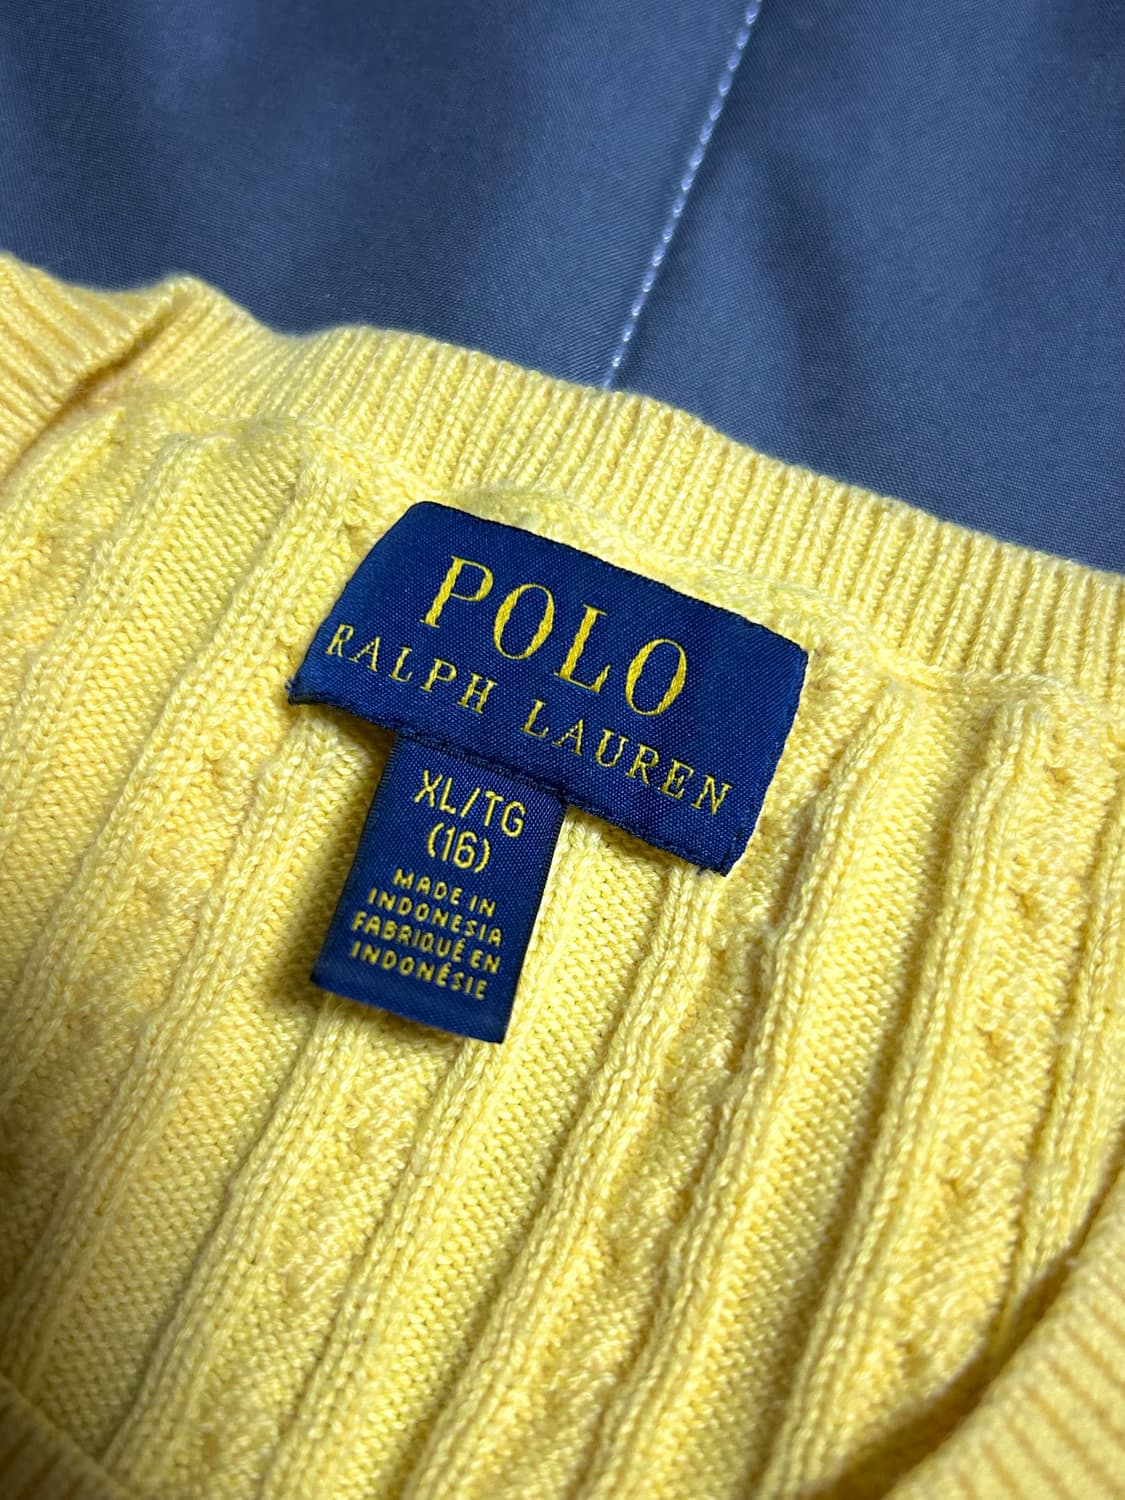 POLO
RALPH LAUREN
XL/TG
(16)
MADE IN
INDONESIA
FABRIQUÉ EN
INDONÉSIE